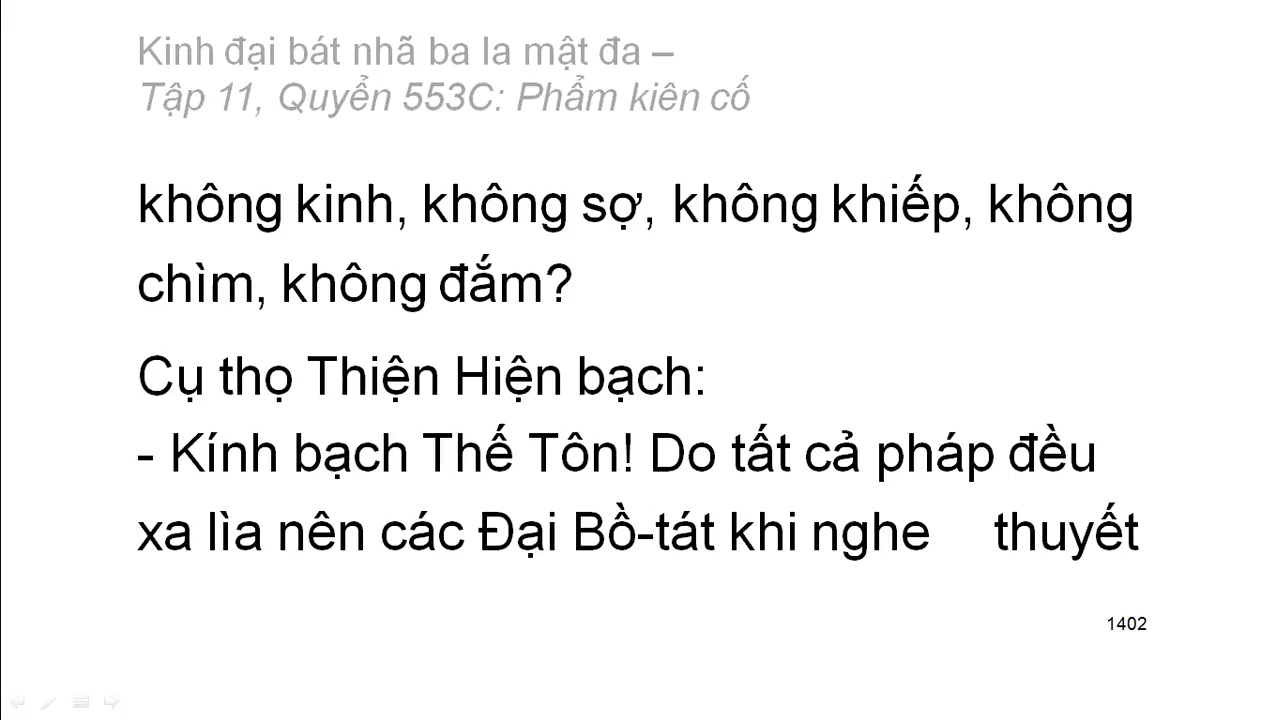 Kinh đại bát nhã ba la mật đa –
Tập 11, Quyển 553C: Phẩm kiên cố
không kinh, không sợ, không khiếp, không
chìm, không đắm?
Cụ thọ Thiện Hiện bạch:
- Kính bạch Thế Tôn! Do tất cả pháp đều
xa lìa nên các Đại Bồ-tát khi nghe thuyết
1402